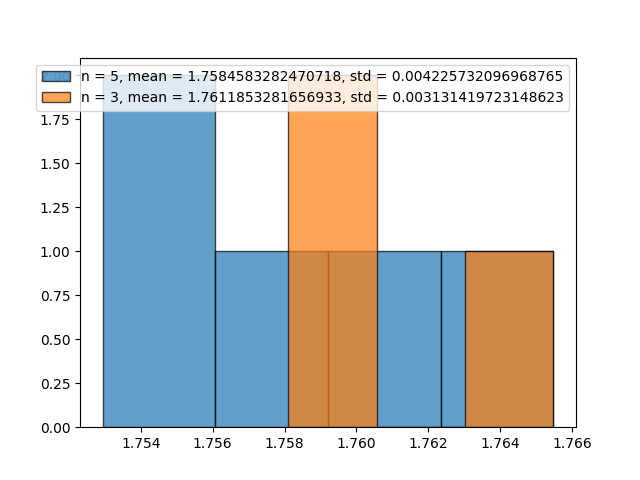 n = 5, mean = 1.7584583282470718, std = 0.004225732096968765
n = 3, mean = 1.7611853281656933, std = 0.003131419723148623
1.75
1.50
1.25
1.00
0.75
0.50
0.25
0.00
1.754 1.756 1.758 1.760 1.762 1.764 1.766